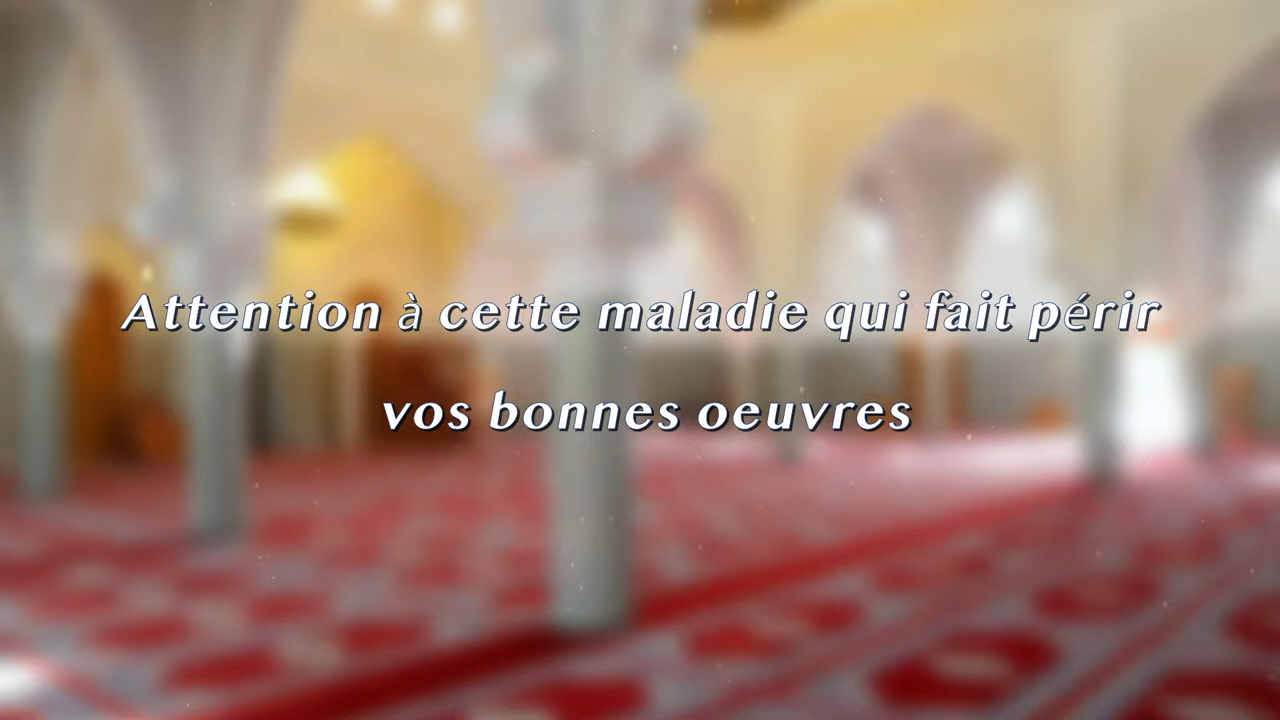 Attention à cette maladie qui fait périr
vos bonnes oeuvres